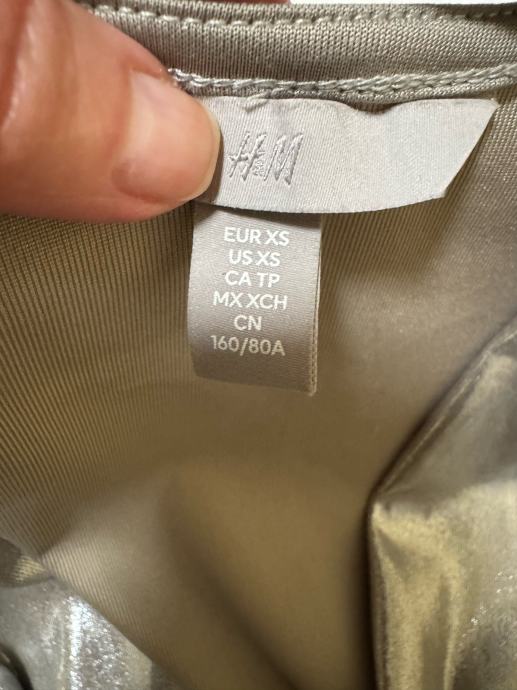 H&M
EUR XS
US XS
CA TP
MX XCH
CN
160/80A